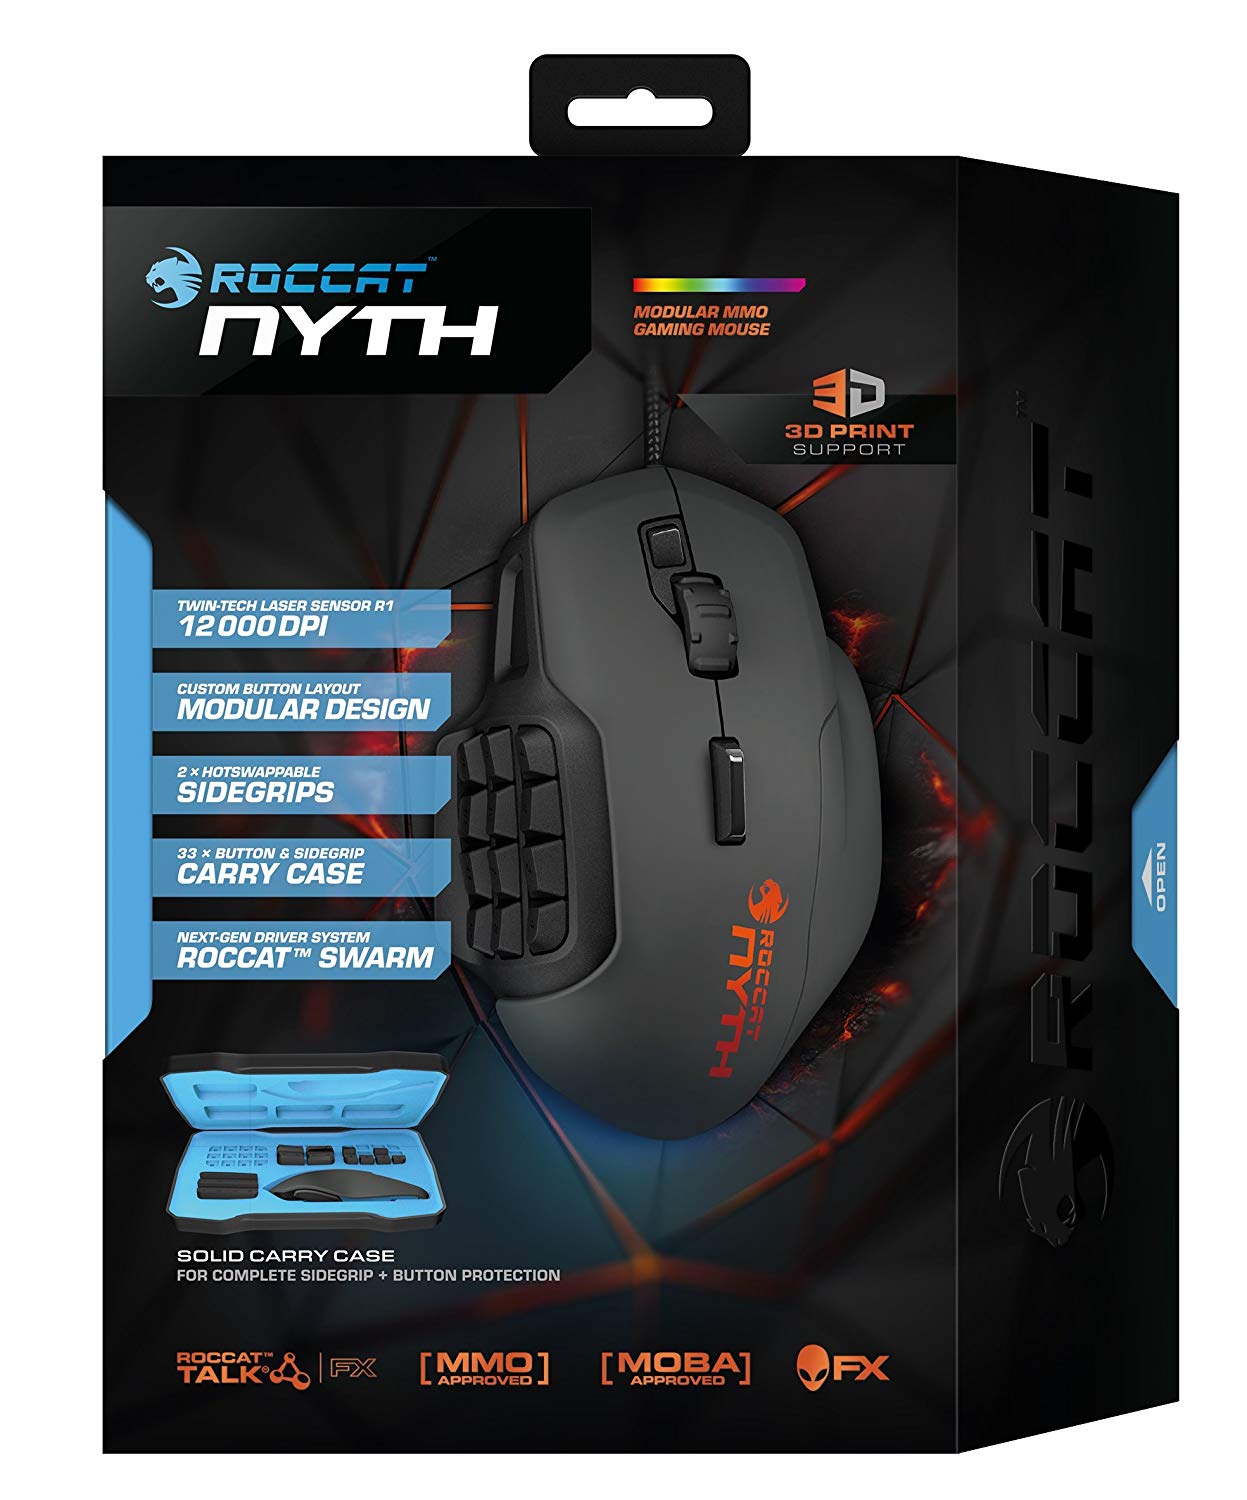 ROCCAT™
NYTH
MODULAR MMO
GAMING MOUSE
3D
3D PRINT
SUPPORT
TWIN-TECH LASER SENSOR R1
12000DPI
CUSTOM BUTTON LAYOUT
MODULAR DESIGN
2 × HOTSWAPPABLE
SIDEGRIPS
33 × BUTTON & SIDEGRIP
CARRY CASE
NEXT-GEN DRIVER SYSTEM
ROCCAT™ SWARM
ROCCAT
NYTH
SOLID CARRY CASE
FOR COMPLETE SIDEGRIP + BUTTON PROTECTION
ROCCAT™
TALK® | FX
[MMO]
APPROVED
[MOBA]
APPROVED
FX
ROCCAT™
OPEN